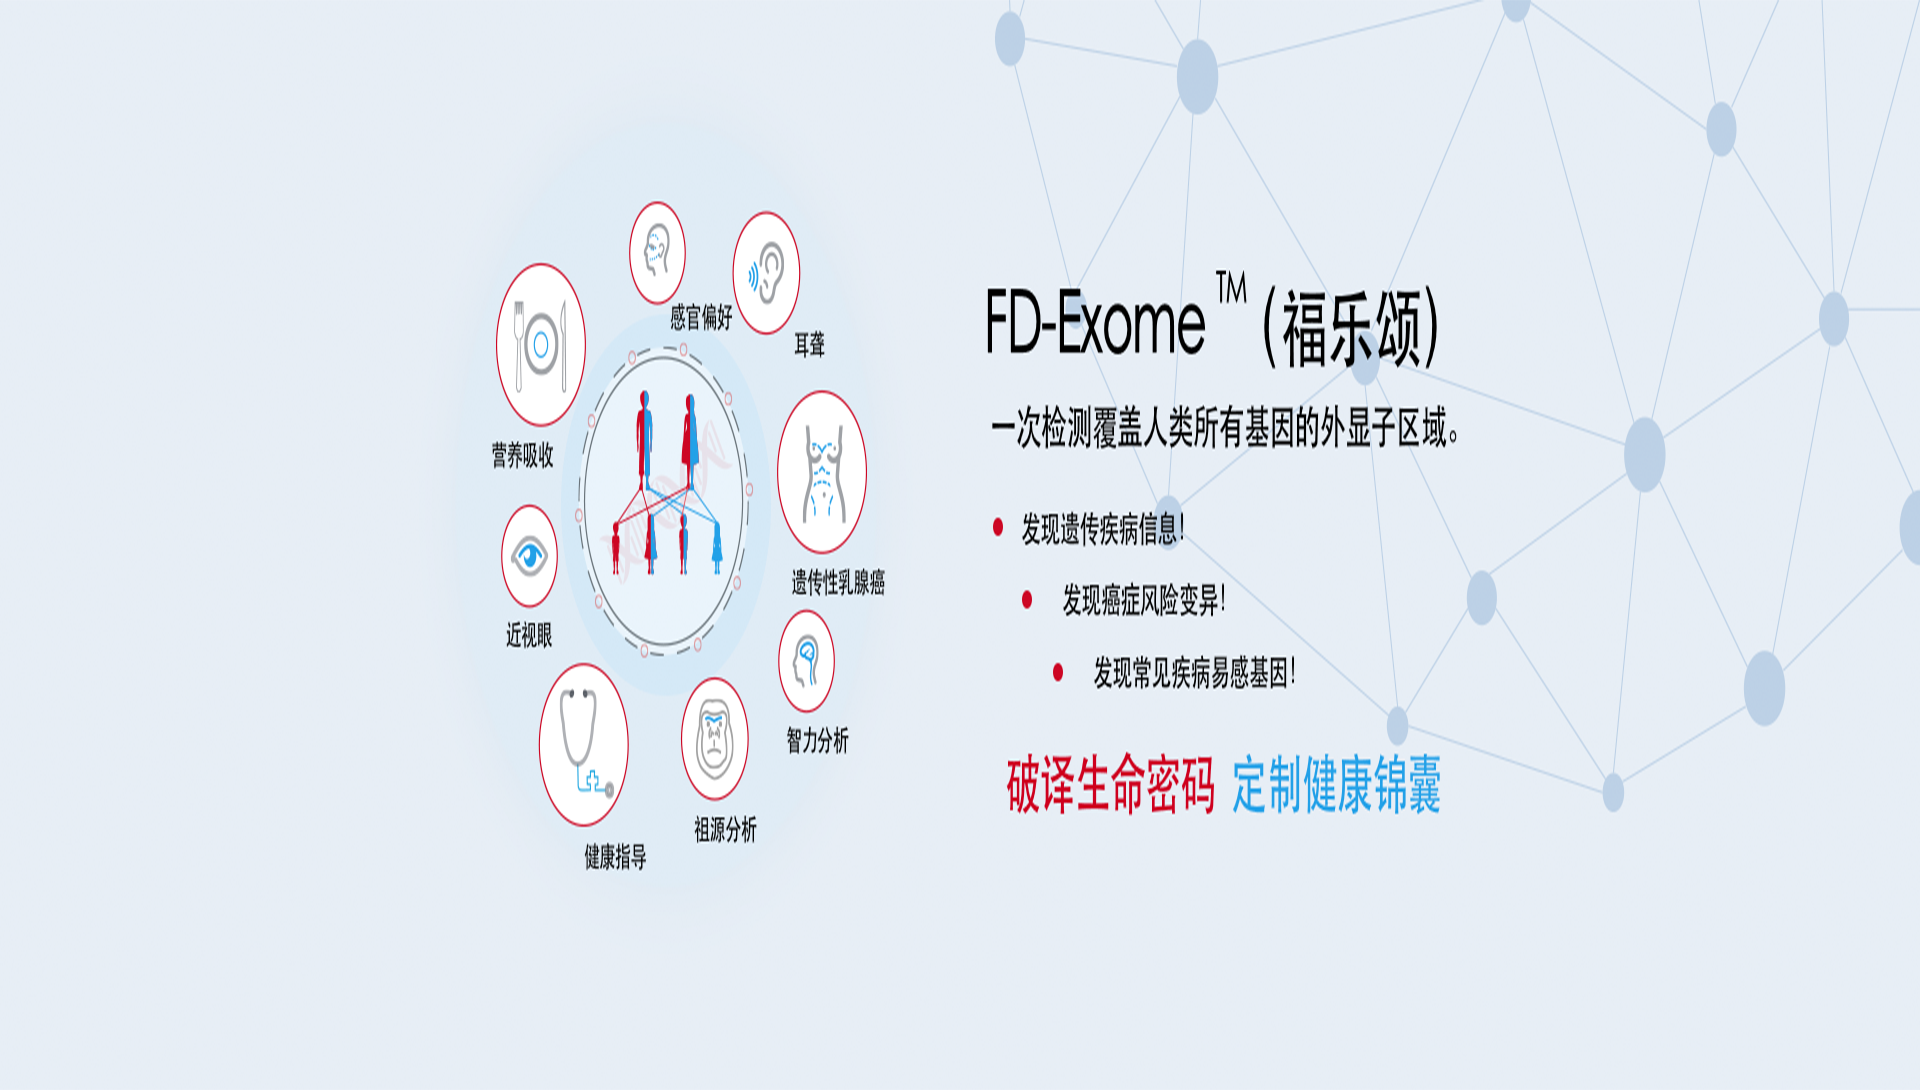 感官偏好
耳聋
营养吸收
遗传性乳腺癌
近视眼
智力分析
祖源分析
健康指导
FD-Exome™(福乐颂)
一次检测覆盖人类所有基因的外显子区域。
发现遗传疾病信息!
发现癌症风险变异!
发现常见疾病易感基因!
破译生命密码 定制健康锦囊